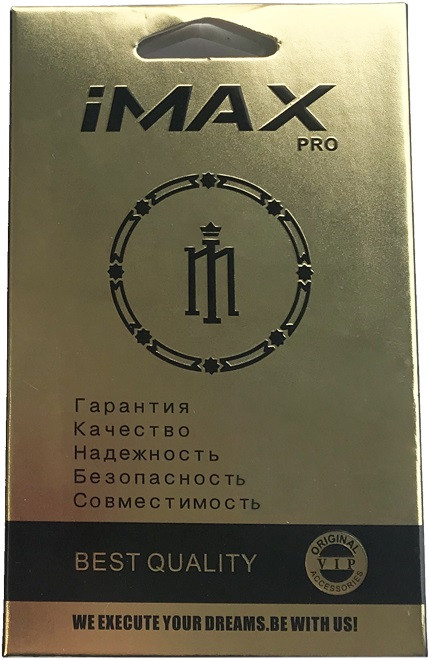 iMAX
PRO
Гарантия
Качество
Надежность
Безопасность
Совместимость
BEST QUALITY
ORIGINAL
VIP
ACCESSORIES
WE EXECUTE YOUR DREAMS.BE WITH US!